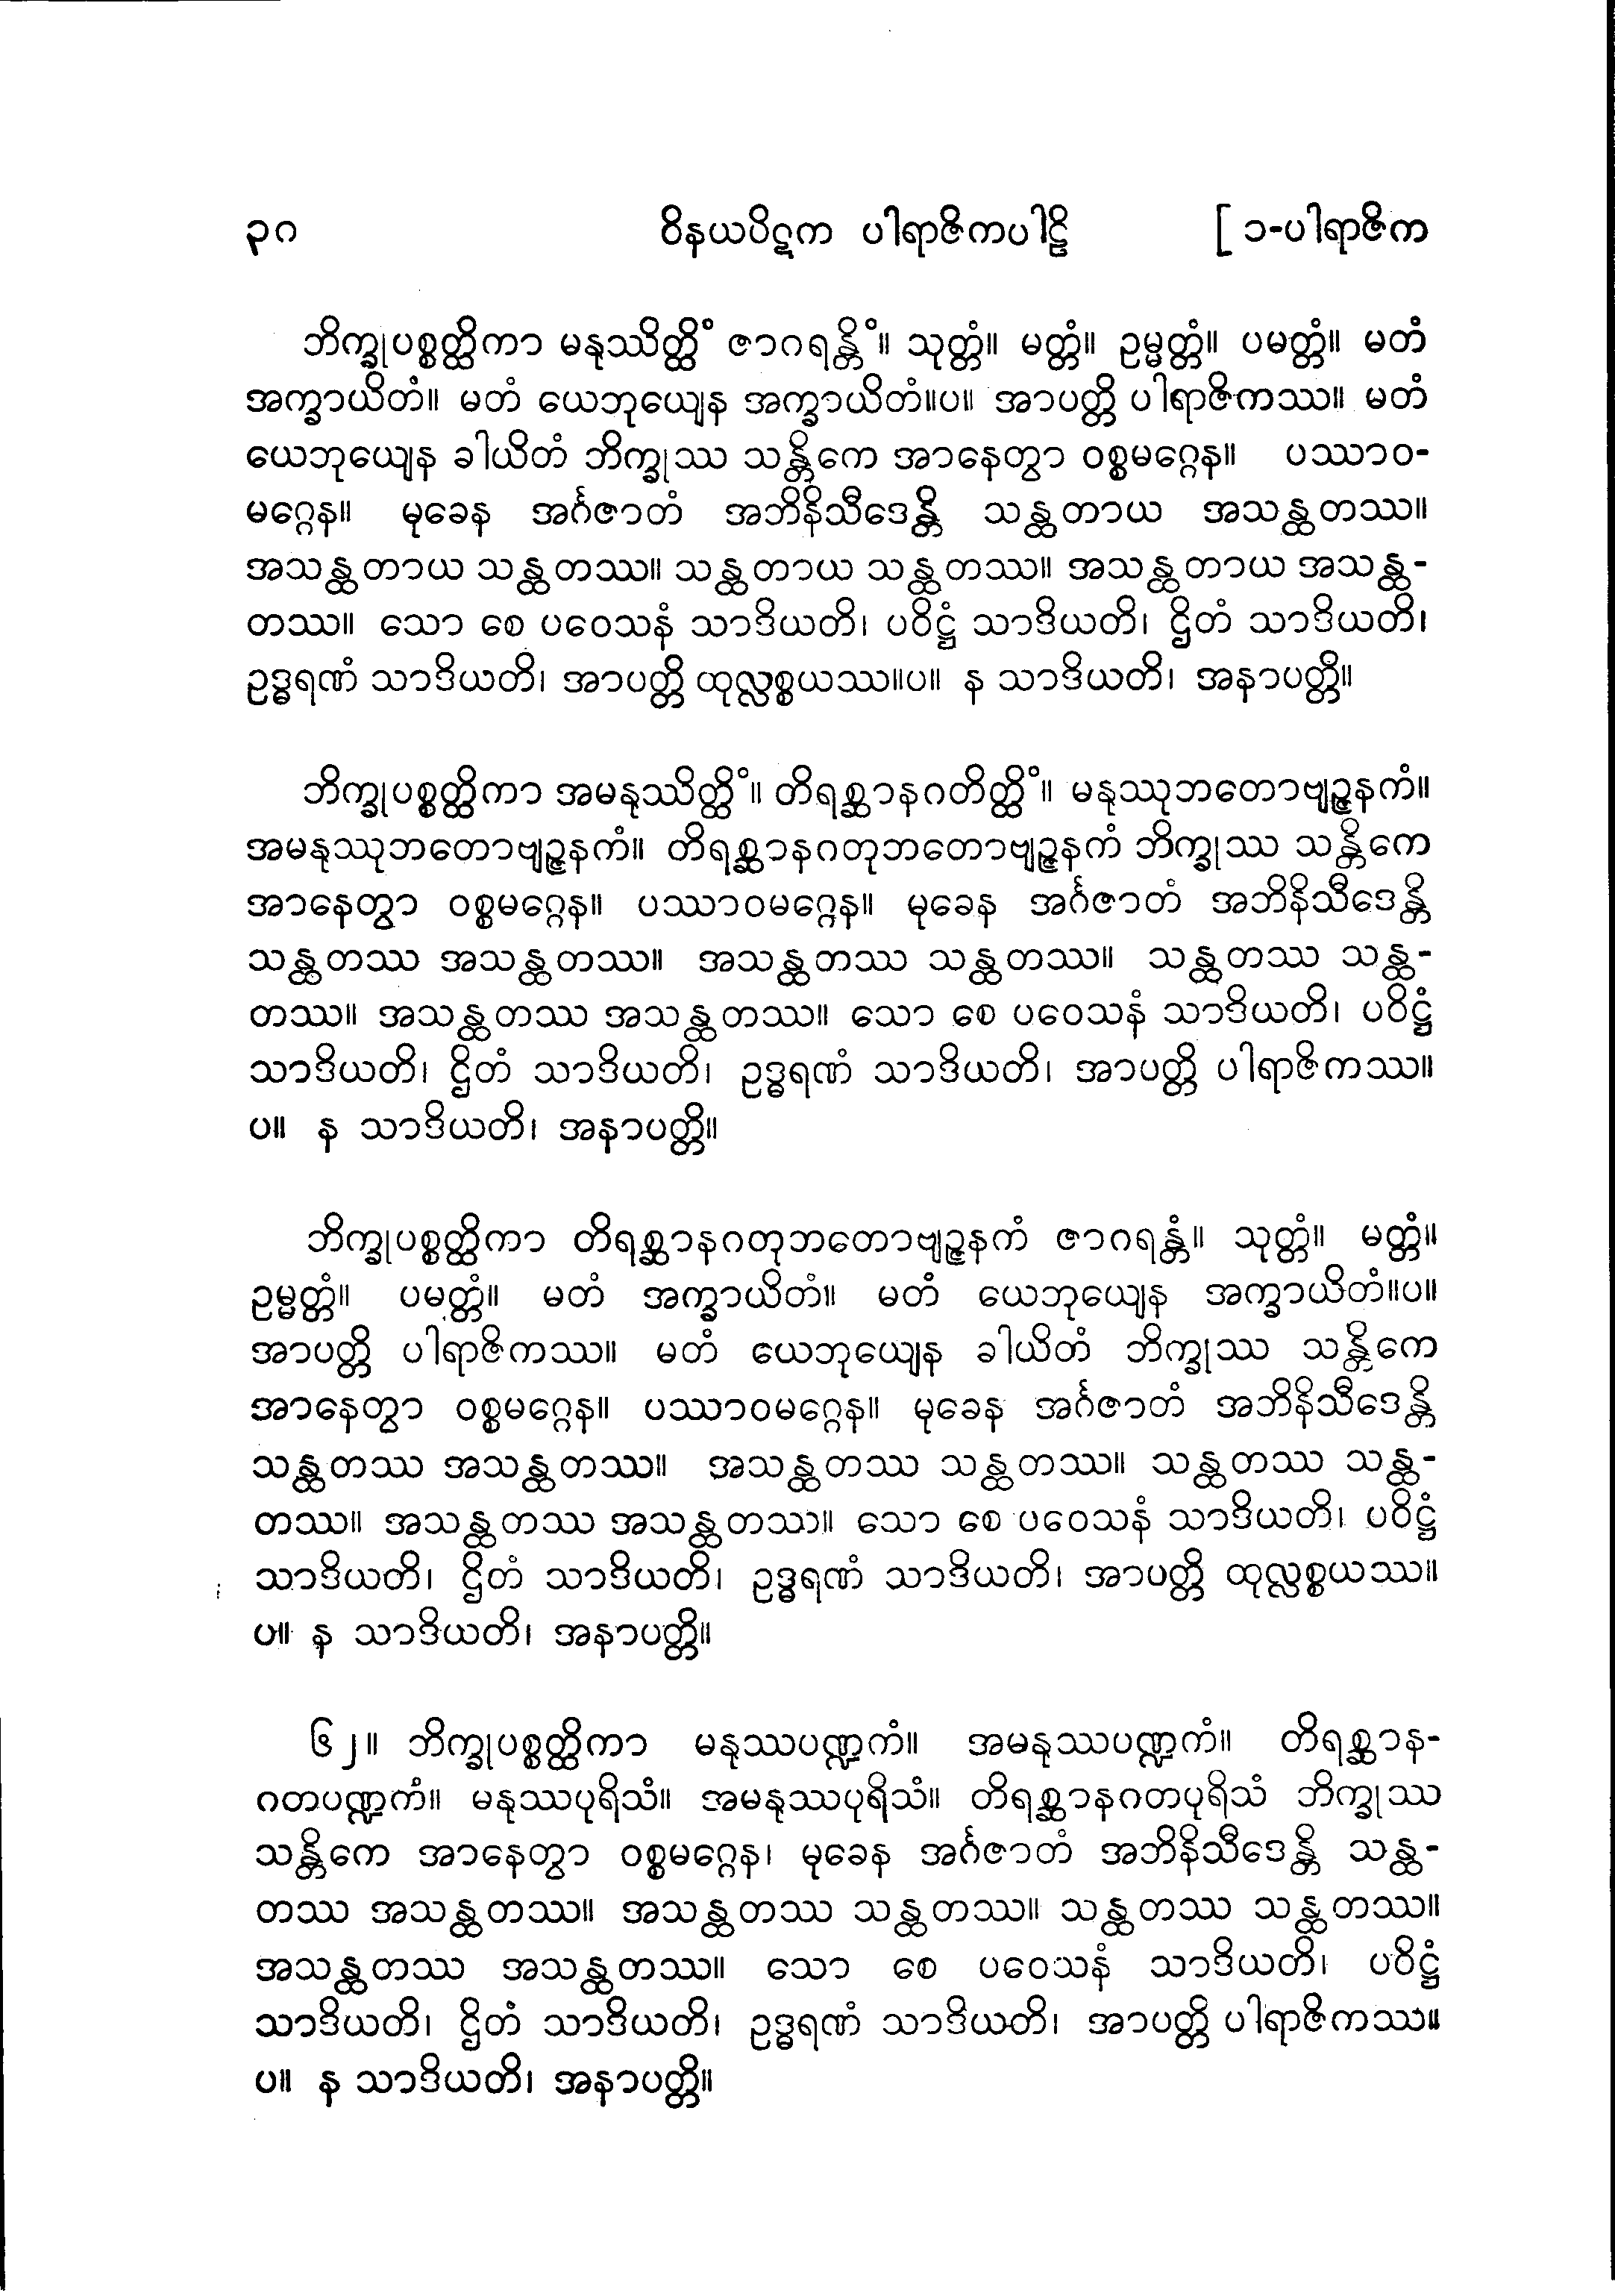 ၃၀ ဝိနယပိဋက ပါရာဇိကပါဠိ [ ၁-ပါရာဇိက
ဘိက္ခုပစ္စတ္ထိကာ မနုဿိတ္ထိံ ဇာဂရန္တိံ။ သုတ္တံ။ မတ္တံ။ ဥမ္မတ္တံ။ ပမတ္တံ။ မတံ
အက္ခာယိတံ။ မတံ ယေဘုယျေန အက္ခာယိတံ။ပ။ အာပတ္တိ ပါရာဇိကဿ။ မတံ
ယေဘုယျေန ခါယိတံ ဘိက္ခုဿ သန္တိကေ အာနေတွာ ဝစ္စမဂ္ဂေန။ ပဿာဝ-
မဂ္ဂေန။ မုခေန အင်္ဂဇာတံ အဘိနိသီဒေန္တိ သန္ထတာယ အသန္ထတဿ။
အသန္ထတာယ သန္ထတဿ။ သန္ထတာယ သန္ထတဿ။ အသန္ထတာယ အသန္ထ-
တဿ။ သော စေ ပဝေသနံ သာဒိယတိ၊ ပဝိဋ္ဌံ သာဒိယတိ၊ ဌိတံ သာဒိယတိ၊
ဥဒ္ဓရဏံ သာဒိယတိ၊ အာပတ္တိ ထုလ္လစ္စယဿ။ပ။ န သာဒိယတိ၊ အနာပတ္တိ။
ဘိက္ခုပစ္စတ္ထိကာ အမနုဿိတ္ထိံ။ တိရစ္ဆာနဂတိတ္ထိံ။ မနုဿုဘတောဗျဉ္ဇနကံ။
အမနုဿုဘတောဗျဉ္ဇနကံ။ တိရစ္ဆာနဂတုဘတောဗျဉ္ဇနကံ ဘိက္ခုဿ သန္တိကေ
အာနေတွာ ဝစ္စမဂ္ဂေန။ ပဿာဝမဂ္ဂေန။ မုခေန အင်္ဂဇာတံ အဘိနိသီဒေန္တိ
သန္ထတဿ အသန္ထတဿ။ အသန္ထတဿ သန္ထတဿ။ သန္ထတဿ သန္ထ-
တဿ။ အသန္ထတဿ အသန္ထတဿ။ သော စေ ပဝေသနံ သာဒိယတိ၊ ပဝိဋ္ဌံ
သာဒိယတိ၊ ဌိတံ သာဒိယတိ၊ ဥဒ္ဓရဏံ သာဒိယတိ၊ အာပတ္တိ ပါရာဇိကဿ။
ပ။ န သာဒိယတိ၊ အနာပတ္တိ။
ဘိက္ခုပစ္စတ္ထိကာ တိရစ္ဆာနဂတုဘတောဗျဉ္ဇနကံ ဇာဂရန္တံ။ သုတ္တံ။ မတ္တံ။
ဥမ္မတ္တံ။ ပမတ္တံ။ မတံ အက္ခာယိတံ။ မတံ ယေဘုယျေန အက္ခာယိတံ။ပ။
အာပတ္တိ ပါရာဇိကဿ။ မတံ ယေဘုယျေန ခါယိတံ ဘိက္ခုဿ သန္တိကေ
အာနေတွာ ဝစ္စမဂ္ဂေန။ ပဿာဝမဂ္ဂေန။ မုခေန အင်္ဂဇာတံ အဘိနိသီဒေန္တိ
သန္ထတဿ အသန္ထတဿ။ အသန္ထတဿ သန္ထတဿ။ သန္ထတဿ သန္ထ-
တဿ။ အသန္ထတဿ အသန္ထတဿ။ သော စေ ပဝေသနံ သာဒိယတိ၊ ပဝိဋ္ဌံ
သာဒိယတိ၊ ဌိတံ သာဒိယတိ၊ ဥဒ္ဓရဏံ သာဒိယတိ၊ အာပတ္တိ ထုလ္လစ္စယဿ။
ပ။ န သာဒိယတိ၊ အနာပတ္တိ။
၆၂။ ဘိက္ခုပစ္စတ္ထိကာ မနုဿပဏ္ဍကံ။ အမနုဿပဏ္ဍကံ။ တိရစ္ဆာန-
ဂတပဏ္ဍကံ။ မနုဿပုရိသံ။ အမနုဿပုရိသံ။ တိရစ္ဆာနဂတပုရိသံ ဘိက္ခုဿ
သန္တိကေ အာနေတွာ ဝစ္စမဂ္ဂေန၊ မုခေန အင်္ဂဇာတံ အဘိနိသီဒေန္တိ သန္ထ-
တဿ အသန္ထတဿ။ အသန္ထတဿ သန္ထတဿ။ သန္ထတဿ သန္ထတဿ။
အသန္ထတဿ အသန္ထတဿ။ သော စေ ပဝေသနံ သာဒိယတိ၊ ပဝိဋ္ဌံ
သာဒိယတိ၊ ဌိတံ သာဒိယတိ၊ ဥဒ္ဓရဏံ သာဒိယတိ၊ အာပတ္တိ ပါရာဇိကဿ။
ပ။ န သာဒိယတိ၊ အနာပတ္တိ။